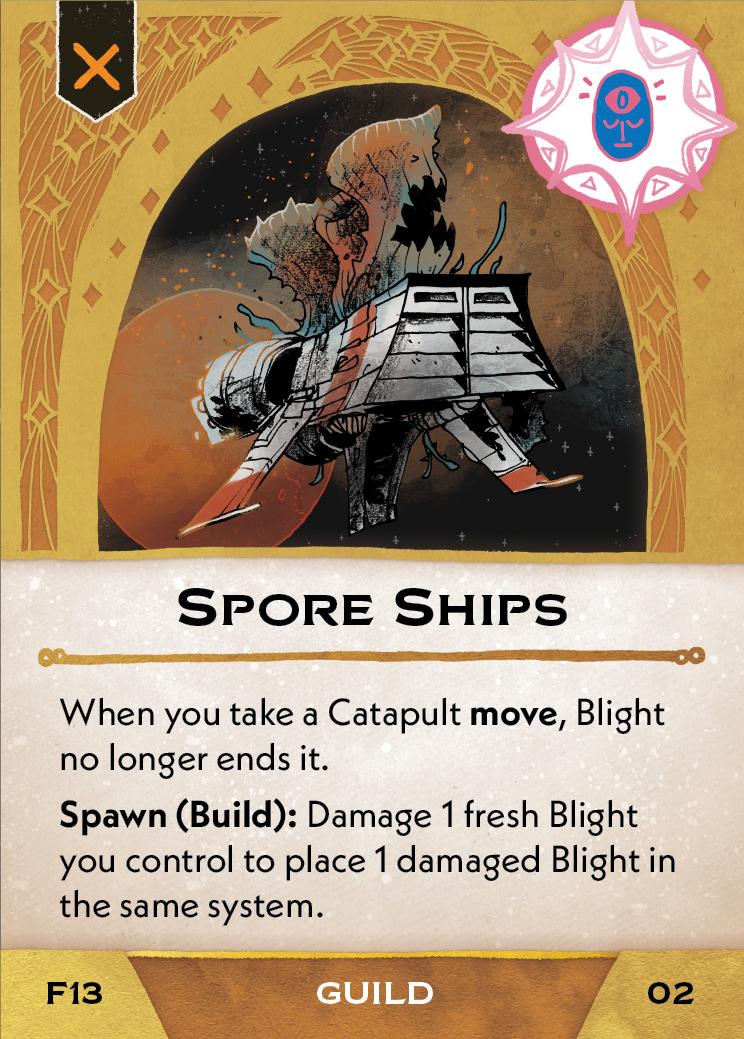 Spore Ships
When you take a Catapult move, Blight
no longer ends it.
Spawn (Build): Damage 1 fresh Blight
you control to place 1 damaged Blight in
the same system.
F13 GUILD 02